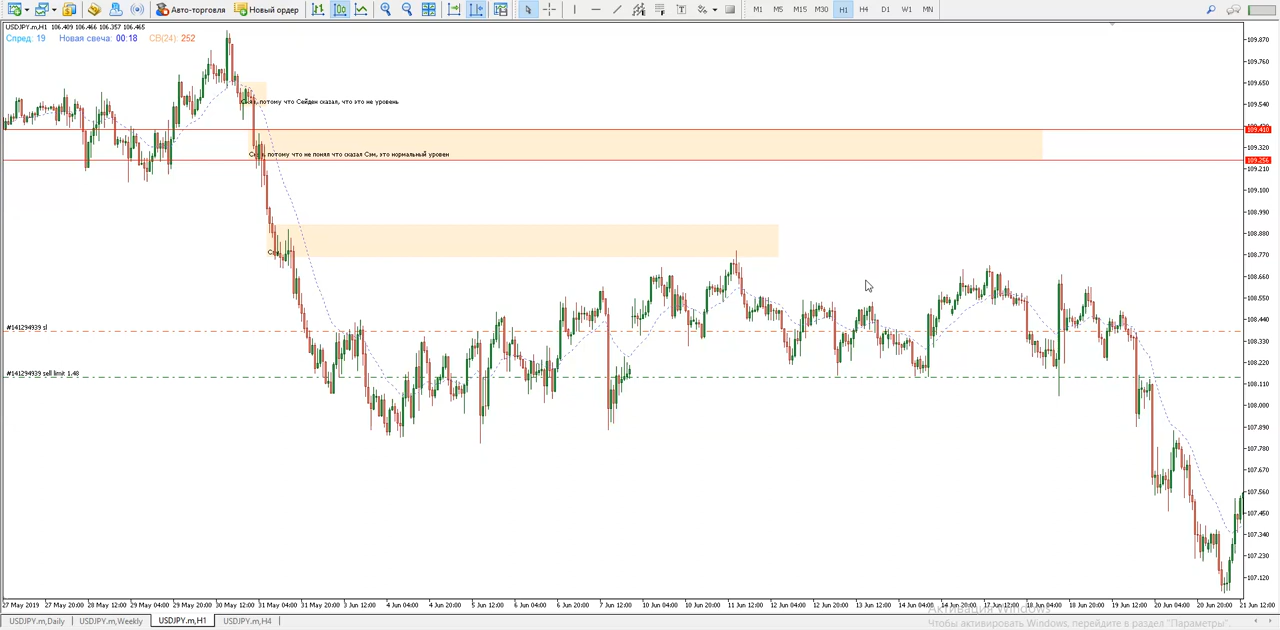 Авто-торговля Новый ордер M1 M5 M15 M30 H1 H4 D1 W1 MN
USDJPY.m,H1 106.409 106.466 106.357 106.465
Спред: 19 Новая свеча: 00:18 СВ(24): 252
потому что Сейден сказал, что это не уровень
потому что не понял что сказал Сэм, это нормальный уровен
#141294939 sl
#141294939 sell limit 1.48
109.870
109.760
109.650
109.540
109.410
109.320
109.256
109.210
109.100
108.990
108.880
108.770
108.660
108.550
108.440
108.330
108.220
108.110
108.000
107.890
107.780
107.670
107.560
107.450
107.340
107.230
107.120
27 May 2019 27 May 20:00 28 May 12:00 29 May 04:00 29 May 20:00 30 May 12:00 31 May 04:00 31 May 20:00 3 Jun 12:00 4 Jun 04:00 4 Jun 20:00 5 Jun 12:00 6 Jun 04:00 6 Jun 20:00 7 Jun 12:00 10 Jun 04:00 10 Jun 20:00 11 Jun 12:00 12 Jun 04:00 12 Jun 20:00 13 Jun 12:00 14 Jun 04:00 14 Jun 20:00 17 Jun 12:00 18 Jun 04:00 18 Jun 20:00 19 Jun 12:00 20 Jun 04:00 20 Jun 20:00 21 Jun 12:00
Активация Windows
Чтобы активировать Windows, перейдите в раздел "Параметры".
USDJPY.m,Daily USDJPY.m,Weekly USDJPY.m,H1 USDJPY.m,H4